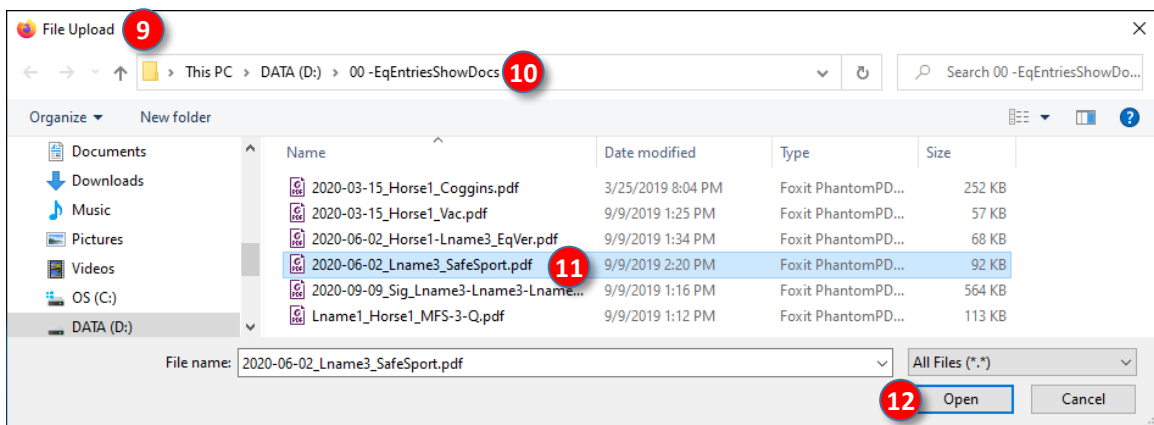 File Upload 9
This PC > DATA (D:) > 00 -EqEntriesShowDocs 10 Search 00 -EqEntriesShowDo...
Organize New folder ?
Documents
Downloads
Music
Pictures
Videos
OS (C:)
DATA (D:)
Name Date modified Type Size
2020-03-15_Horse1_Coggins.pdf 3/25/2019 8:04 PM Foxit PhantomPD... 252 KB
2020-03-15_Horse1_Vac.pdf 9/9/2019 1:25 PM Foxit PhantomPD... 57 KB
2020-06-02_Horse1-Lname3_EqVer.pdf 9/9/2019 1:34 PM Foxit PhantomPD... 68 KB
2020-06-02_Lname3_SafeSport.pdf 11 9/9/2019 2:20 PM Foxit PhantomPD... 92 KB
2020-09-09_Sig_Lname3-Lname3-Lname... 9/9/2019 1:16 PM Foxit PhantomPD... 564 KB
Lname1_Horse1_MFS-3-Q.pdf 9/9/2019 1:12 PM Foxit PhantomPD... 113 KB
File name: 2020-06-02_Lname3_SafeSport.pdf All Files (*.*)
12 Open Cancel